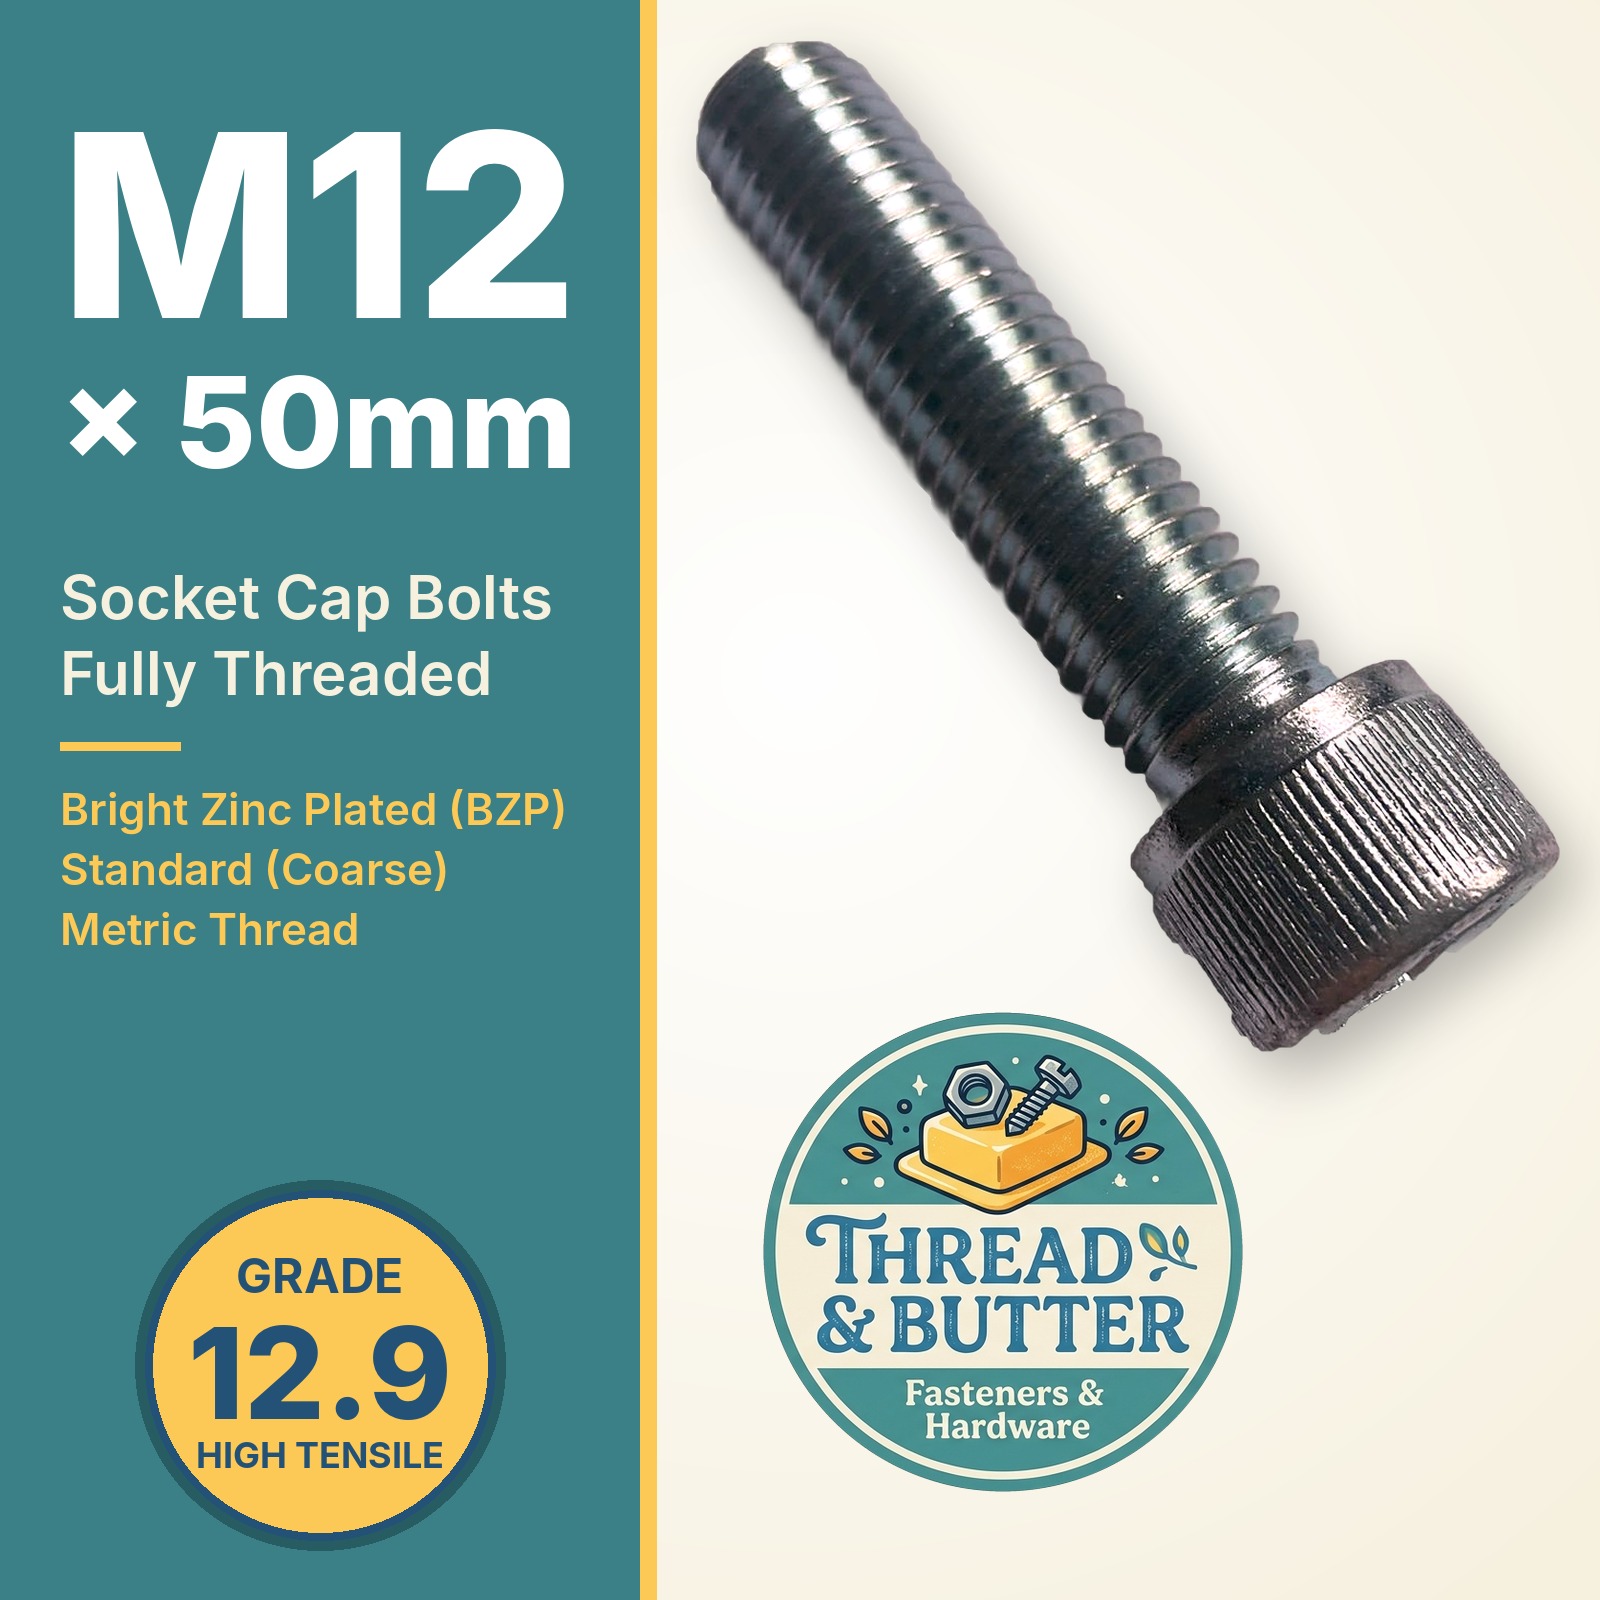 M12
× 50mm
Socket Cap Bolts
Fully Threaded
Bright Zinc Plated (BZP)
Standard (Coarse)
Metric Thread
GRADE
12.9
HIGH TENSILE
THREAD
& BUTTER
Fasteners &
Hardware